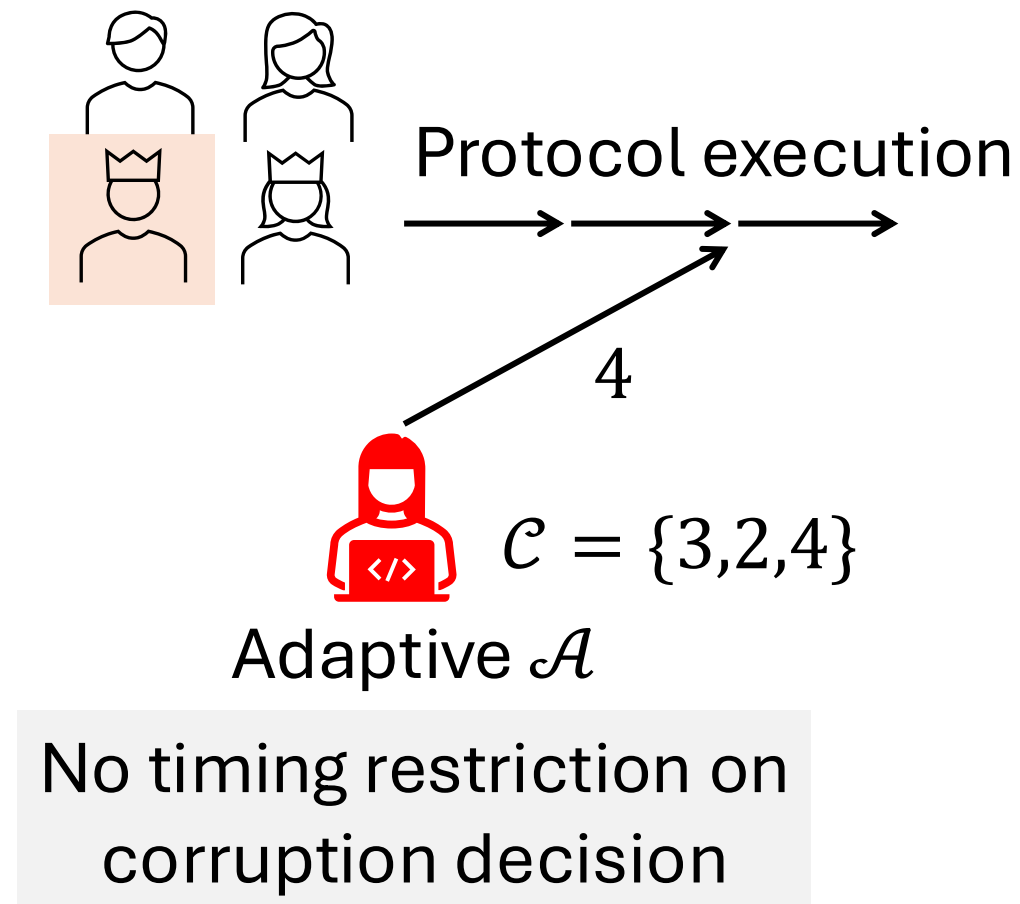 Protocol execution
4
</>
𝒞 = {3,2,4}
Adaptive 𝒜
No timing restriction on
corruption decision